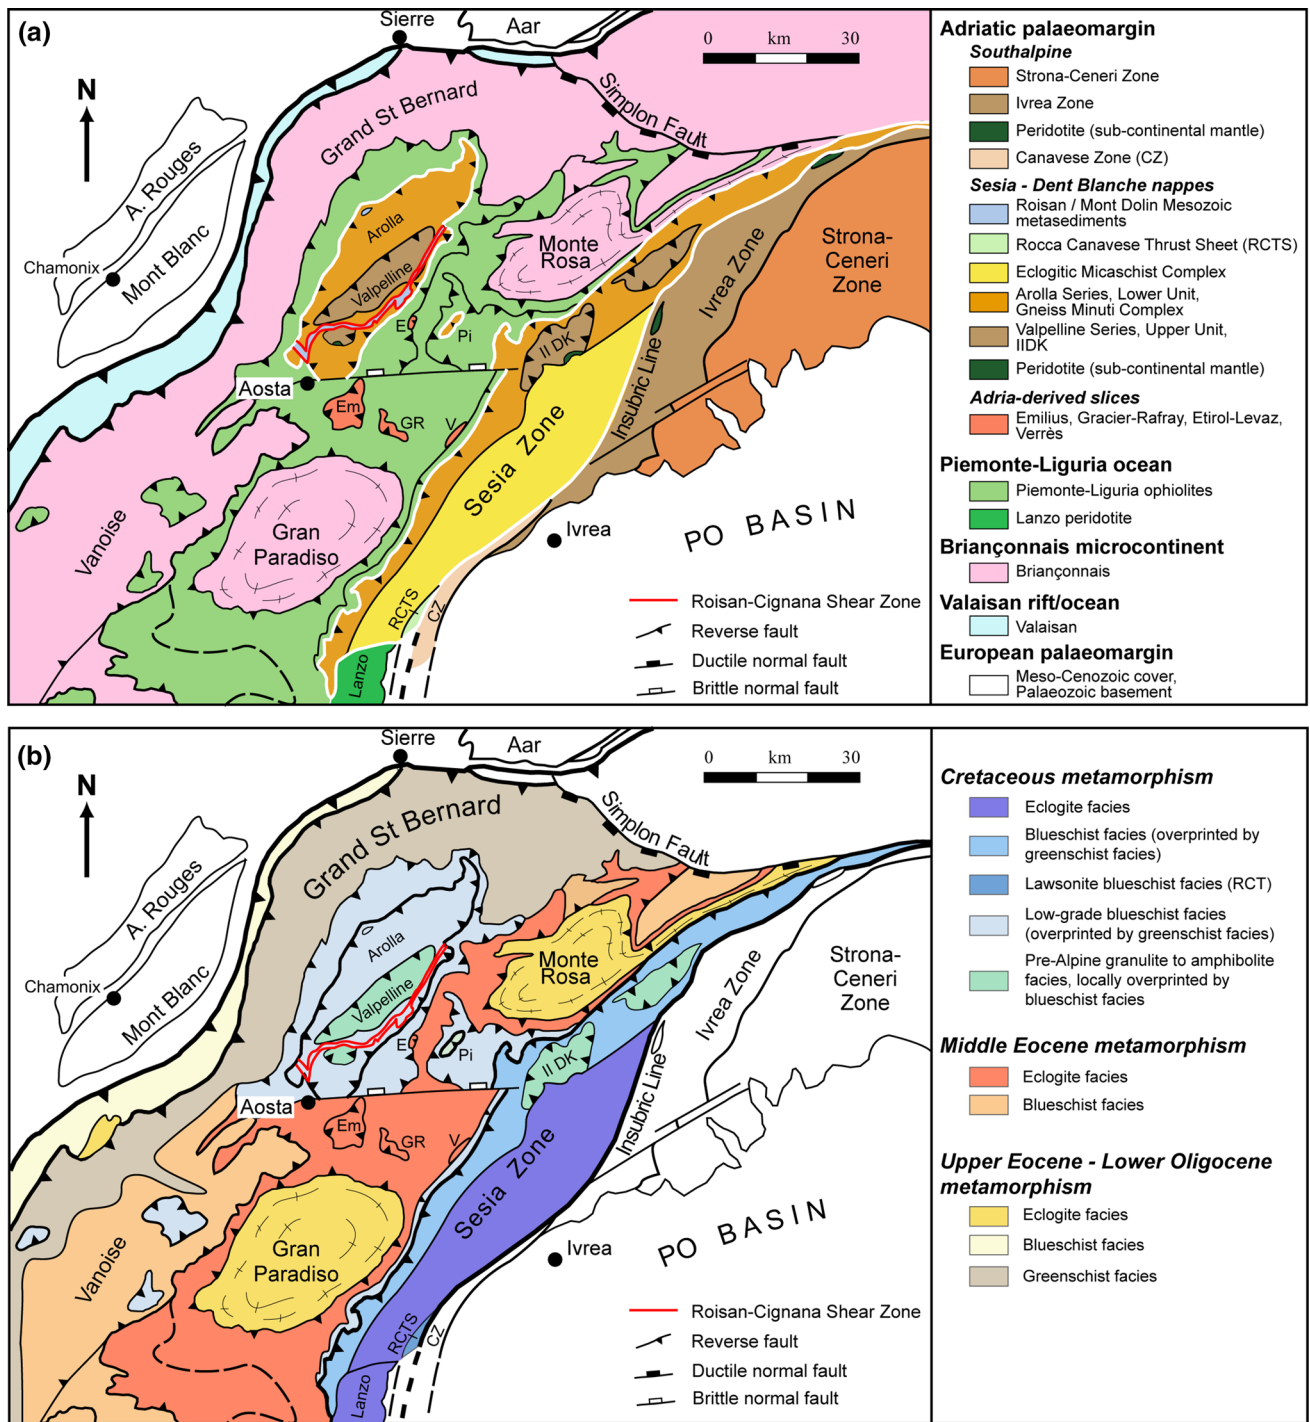 (a)
Sierre
Aar
0 km 30
N
Grand St Bernard
Simplon Fault
A. Rouges
Mont Blanc
Chamonix
Arolla
Valpelline
Monte
Rosa
Strona-
Ceneri
Zone
Ivrea Zone
E
Pi
II DK
Insubric Line
Aosta
Em
GR
V
Sesia Zone
Gran
Paradiso
Vanoise
Ivrea
PO BASIN
RCTS
CZ
Lanzo
Roisan-Cignana Shear Zone
Reverse fault
Ductile normal fault
Brittle normal fault
Adriatic palaeomargin
Southalpine
Strona-Ceneri Zone
Ivrea Zone
Peridotite (sub-continental mantle)
Canavese Zone (CZ)
Sesia - Dent Blanche nappes
Roisan / Mont Dolin Mesozoic
metasediments
Rocca Canavese Thrust Sheet (RCTS)
Eclogitic Micaschist Complex
Arolla Series, Lower Unit,
Gneiss Minuti Complex
Valpelline Series, Upper Unit,
IIDK
Peridotite (sub-continental mantle)
Adria-derived slices
Emilius, Gracier-Rafray, Etirol-Levaz,
Verrès
Piemonte-Liguria ocean
Piemonte-Liguria ophiolites
Lanzo peridotite
Briançonnais microcontinent
Briançonnais
Valaisan rift/ocean
Valaisan
European palaeomargin
Meso-Cenozoic cover,
Palaeozoic basement
(b)
Sierre
Aar
0 km 30
N
Grand St Bernard
Simplon Fault
A. Rouges
Mont Blanc
Chamonix
Arolla
Valpelline
Monte
Rosa
Strona-
Ceneri
Zone
Ivrea Zone
E
Pi
II DK
Insubric Line
Aosta
Em
GR
V
Sesia Zone
Gran
Paradiso
Vanoise
Ivrea
PO BASIN
RCTS
CZ
Lanzo
Roisan-Cignana Shear Zone
Reverse fault
Ductile normal fault
Brittle normal fault
Cretaceous metamorphism
Eclogite facies
Blueschist facies (overprinted by
greenschist facies)
Lawsonite blueschist facies (RCT)
Low-grade blueschist facies
(overprinted by greenschist facies)
Pre-Alpine granulite to amphibolite
facies, locally overprinted by
blueschist facies
Middle Eocene metamorphism
Eclogite facies
Blueschist facies
Upper Eocene - Lower Oligocene
metamorphism
Eclogite facies
Blueschist facies
Greenschist facies